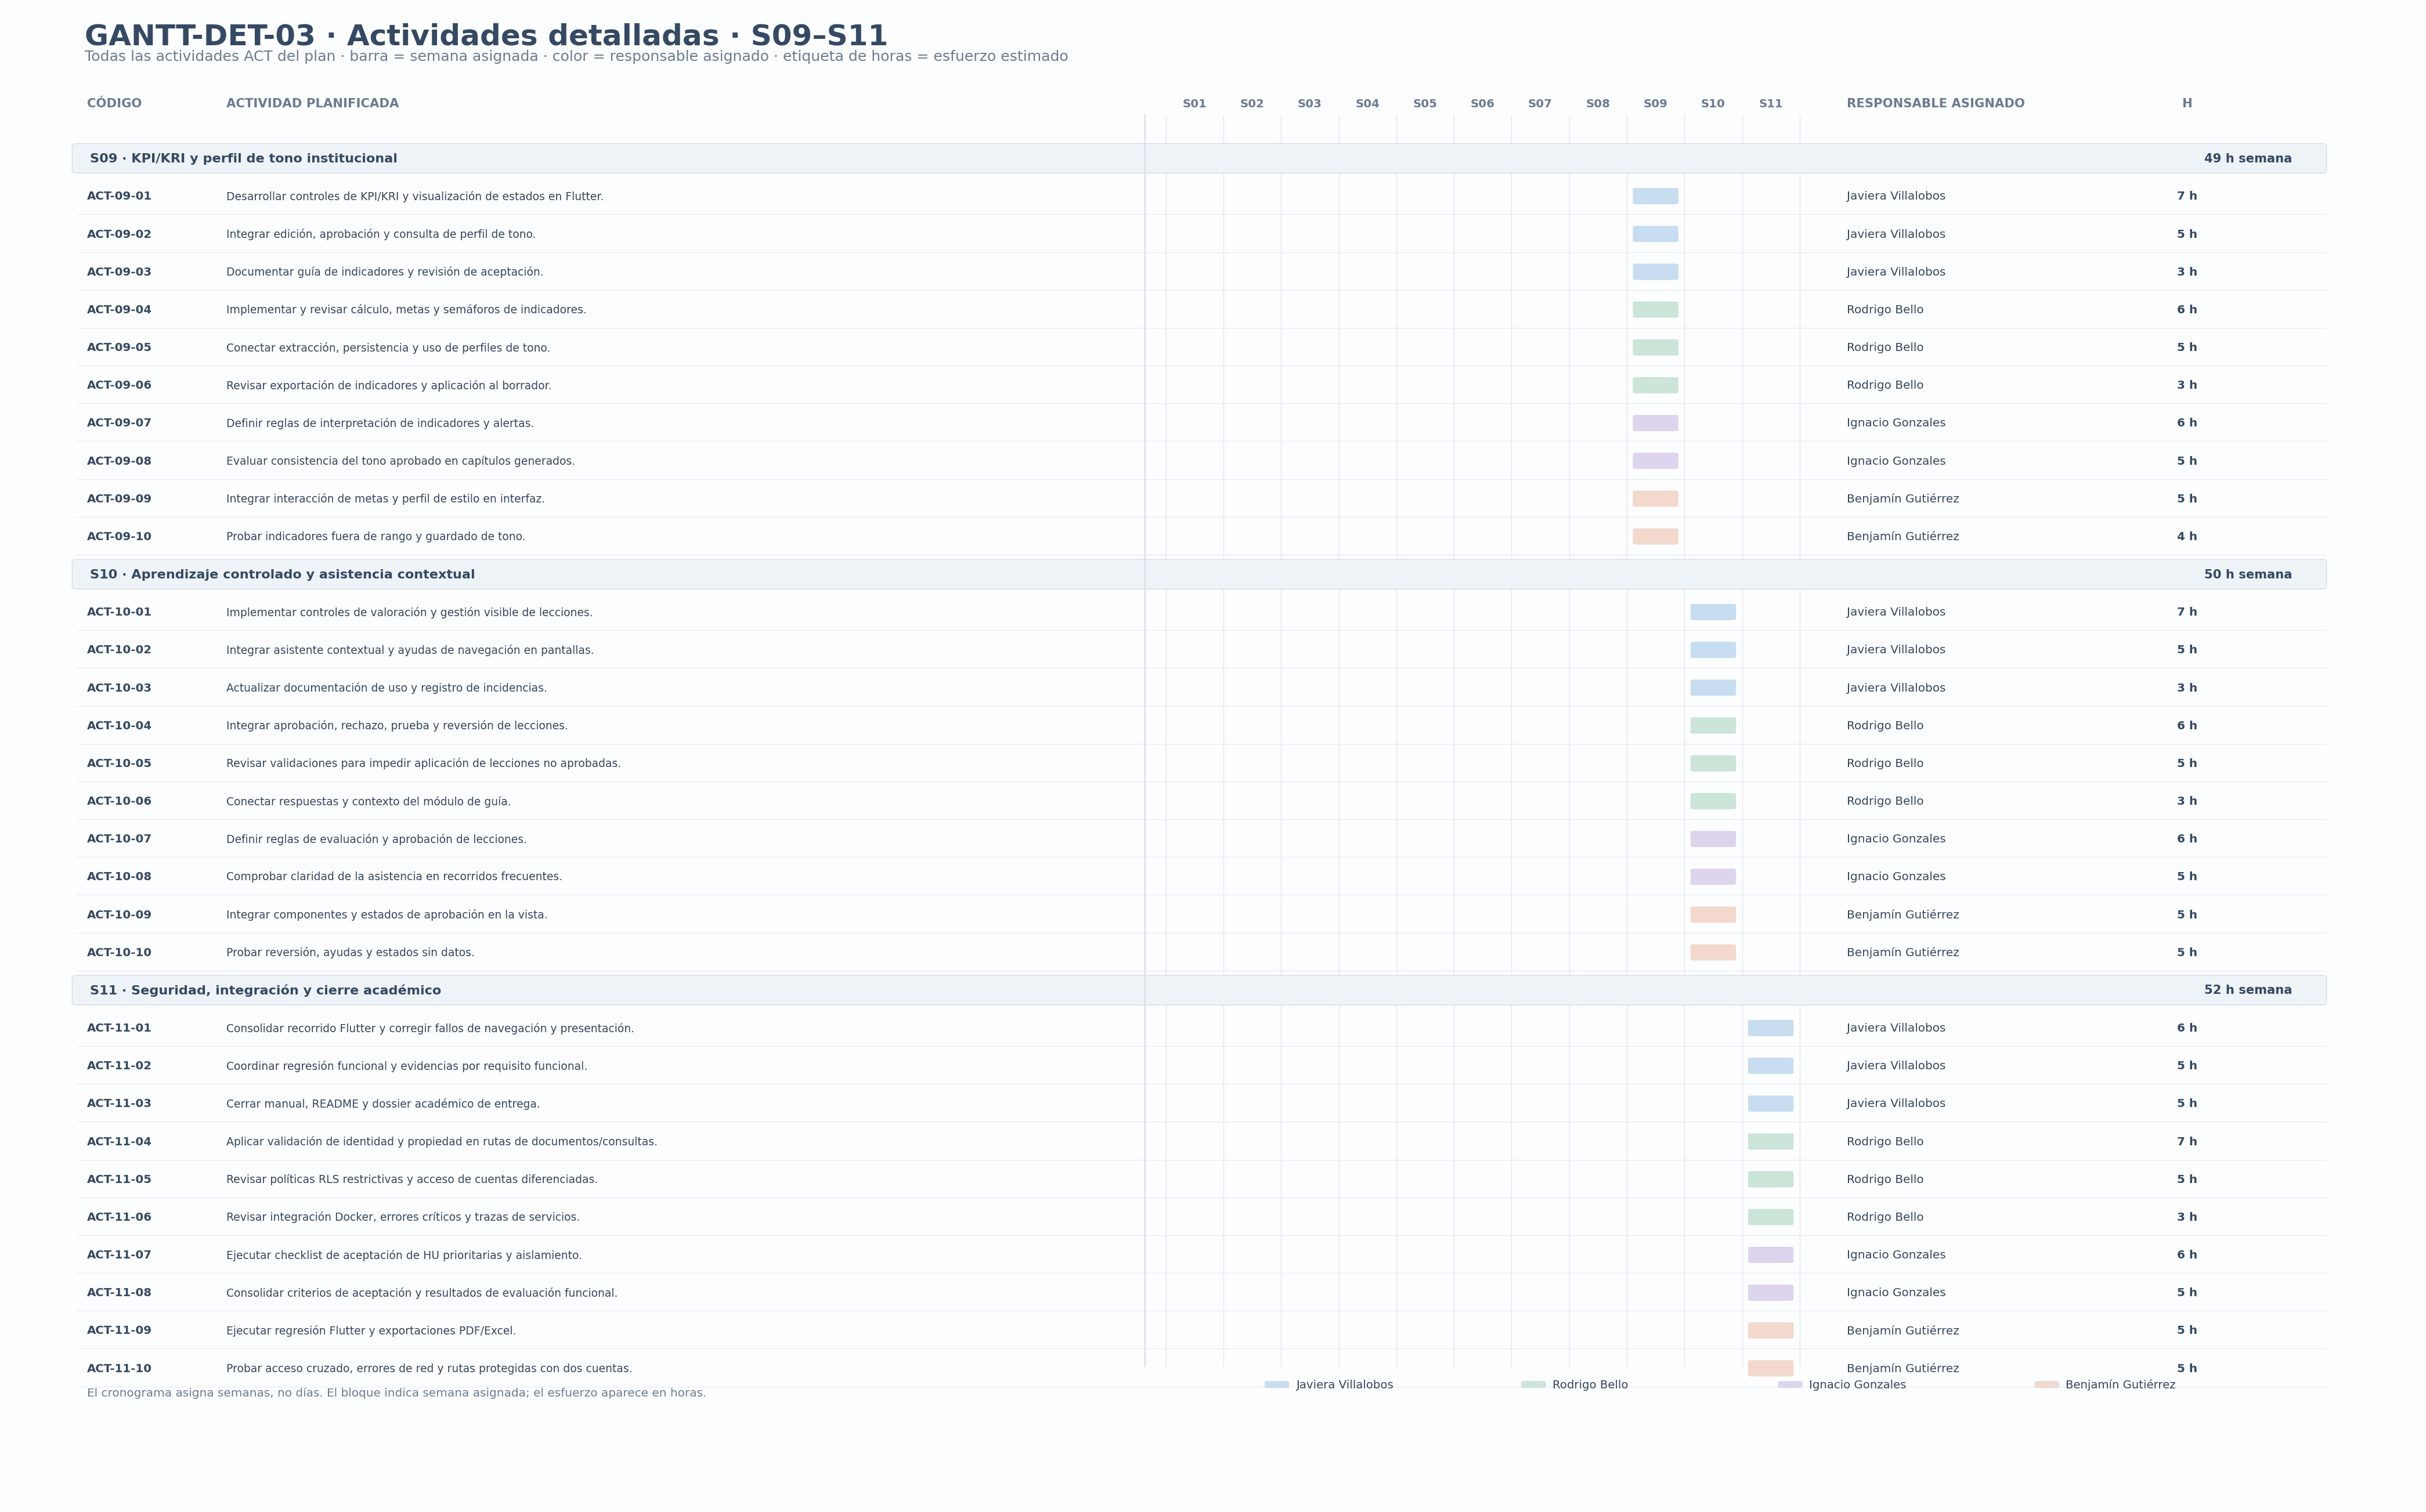 GANTT-DET-03 · Actividades detalladas · S09–S11
Todas las actividades ACT del plan · barra = semana asignada · color = responsable asignado · etiqueta de horas = esfuerzo estimado
CÓDIGO ACTIVIDAD PLANIFICADA S01 S02 S03 S04 S05 S06 S07 S08 S09 S10 S11 RESPONSABLE ASIGNADO H
S09 · KPI/KRI y perfil de tono institucional 49 h semana
ACT-09-01 Desarrollar controles de KPI/KRI y visualización de estados en Flutter. Javiera Villalobos 7 h
ACT-09-02 Integrar edición, aprobación y consulta de perfil de tono. Javiera Villalobos 5 h
ACT-09-03 Documentar guía de indicadores y revisión de aceptación. Javiera Villalobos 3 h
ACT-09-04 Implementar y revisar cálculo, metas y semáforos de indicadores. Rodrigo Bello 6 h
ACT-09-05 Conectar extracción, persistencia y uso de perfiles de tono. Rodrigo Bello 5 h
ACT-09-06 Revisar exportación de indicadores y aplicación al borrador. Rodrigo Bello 3 h
ACT-09-07 Definir reglas de interpretación de indicadores y alertas. Ignacio Gonzales 6 h
ACT-09-08 Evaluar consistencia del tono aprobado en capítulos generados. Ignacio Gonzales 5 h
ACT-09-09 Integrar interacción de metas y perfil de estilo en interfaz. Benjamín Gutiérrez 5 h
ACT-09-10 Probar indicadores fuera de rango y guardado de tono. Benjamín Gutiérrez 4 h
S10 · Aprendizaje controlado y asistencia contextual 50 h semana
ACT-10-01 Implementar controles de valoración y gestión visible de lecciones. Javiera Villalobos 7 h
ACT-10-02 Integrar asistente contextual y ayudas de navegación en pantallas. Javiera Villalobos 5 h
ACT-10-03 Actualizar documentación de uso y registro de incidencias. Javiera Villalobos 3 h
ACT-10-04 Integrar aprobación, rechazo, prueba y reversión de lecciones. Rodrigo Bello 6 h
ACT-10-05 Revisar validaciones para impedir aplicación de lecciones no aprobadas. Rodrigo Bello 5 h
ACT-10-06 Conectar respuestas y contexto del módulo de guía. Rodrigo Bello 3 h
ACT-10-07 Definir reglas de evaluación y aprobación de lecciones. Ignacio Gonzales 6 h
ACT-10-08 Comprobar claridad de la asistencia en recorridos frecuentes. Ignacio Gonzales 5 h
ACT-10-09 Integrar componentes y estados de aprobación en la vista. Benjamín Gutiérrez 5 h
ACT-10-10 Probar reversión, ayudas y estados sin datos. Benjamín Gutiérrez 5 h
S11 · Seguridad, integración y cierre académico 52 h semana
ACT-11-01 Consolidar recorrido Flutter y corregir fallos de navegación y presentación. Javiera Villalobos 6 h
ACT-11-02 Coordinar regresión funcional y evidencias por requisito funcional. Javiera Villalobos 5 h
ACT-11-03 Cerrar manual, README y dossier académico de entrega. Javiera Villalobos 5 h
ACT-11-04 Aplicar validación de identidad y propiedad en rutas de documentos/consultas. Rodrigo Bello 7 h
ACT-11-05 Revisar políticas RLS restrictivas y acceso de cuentas diferenciadas. Rodrigo Bello 5 h
ACT-11-06 Revisar integración Docker, errores críticos y trazas de servicios. Rodrigo Bello 3 h
ACT-11-07 Ejecutar checklist de aceptación de HU prioritarias y aislamiento. Ignacio Gonzales 6 h
ACT-11-08 Consolidar criterios de aceptación y resultados de evaluación funcional. Ignacio Gonzales 5 h
ACT-11-09 Ejecutar regresión Flutter y exportaciones PDF/Excel. Benjamín Gutiérrez 5 h
ACT-11-10 Probar acceso cruzado, errores de red y rutas protegidas con dos cuentas. Benjamín Gutiérrez 5 h
Javiera Villalobos Rodrigo Bello Ignacio Gonzales Benjamín Gutiérrez
El cronograma asigna semanas, no días. El bloque indica semana asignada; el esfuerzo aparece en horas.